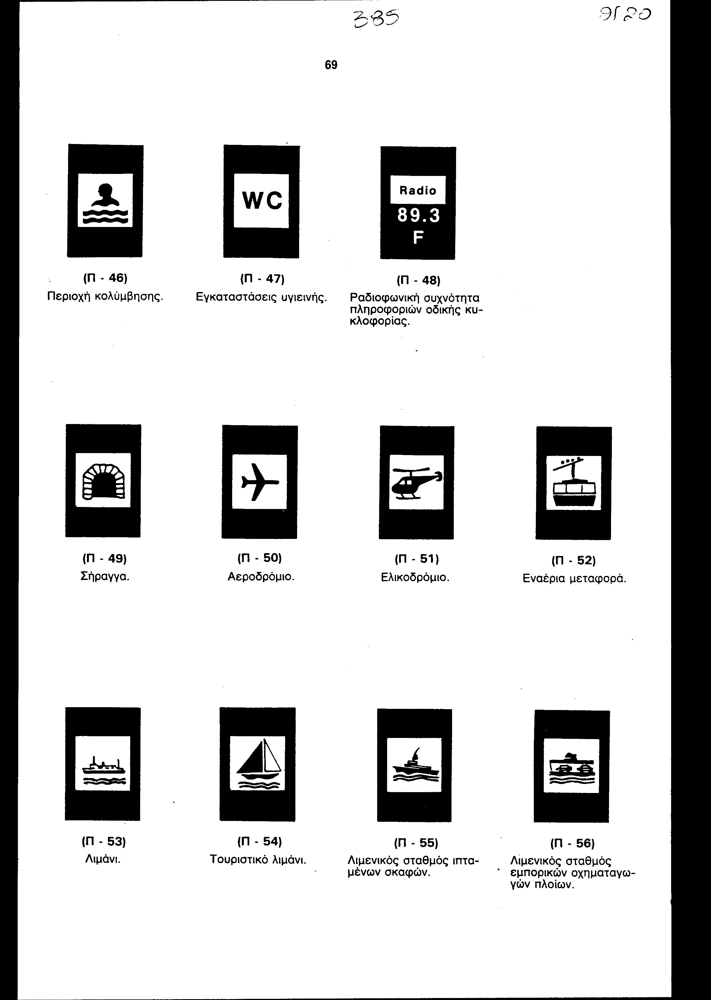 385
69
WC
Radio
89.3
F
(Π - 46)
(Π - 47)
(Π - 48)
Περιοχή κολύμβησης.
Εγκαταστάσεις υγιεινής.
Ραδιοφωνική συχνότητα
πληροφοριών οδικής κυ-
κλοφορίας.
(Π - 49)
(Π - 50)
(Π - 51)
(Π - 52)
Σήραγγα.
Αεροδρόμιο.
Ελικοδρόμιο.
Εναέρια μεταφορά.
(Π - 53)
(Π - 54)
(Π - 55)
(Π - 56)
Λιμάνι.
Τουριστικό λιμάνι.
Λιμενικός σταθμός ιπτα-
μένων σκαφών.
Λιμενικός σταθμός
εμπορικών οχηματαγω-
γών πλοίων.